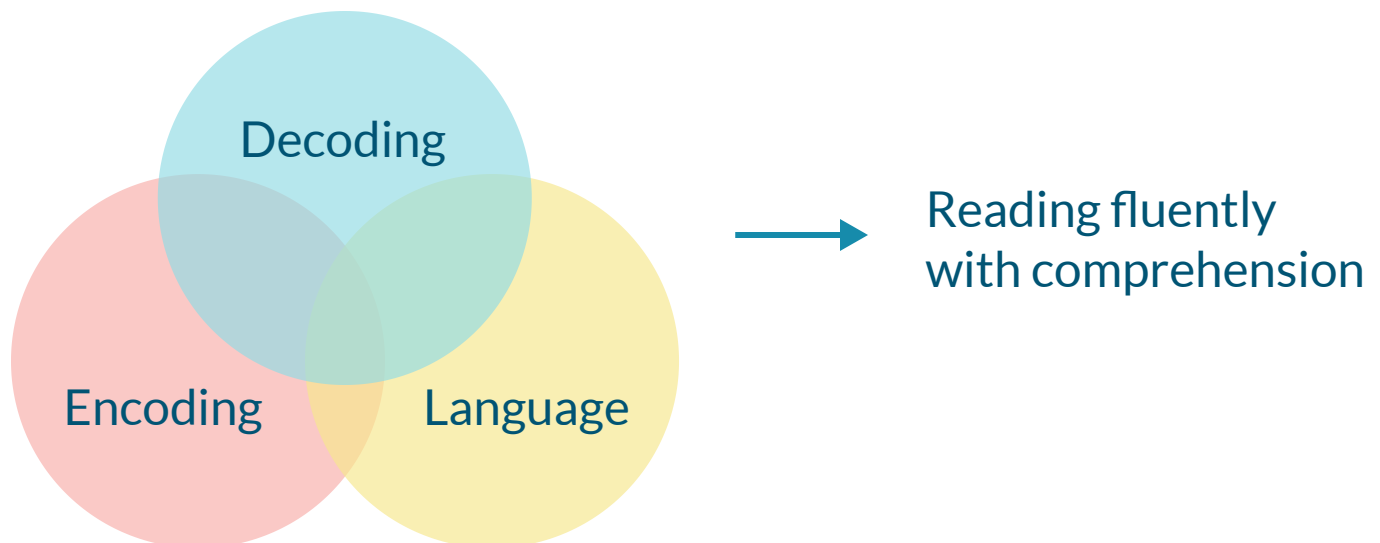 Decoding
Encoding
Language
Reading fluently
with comprehension